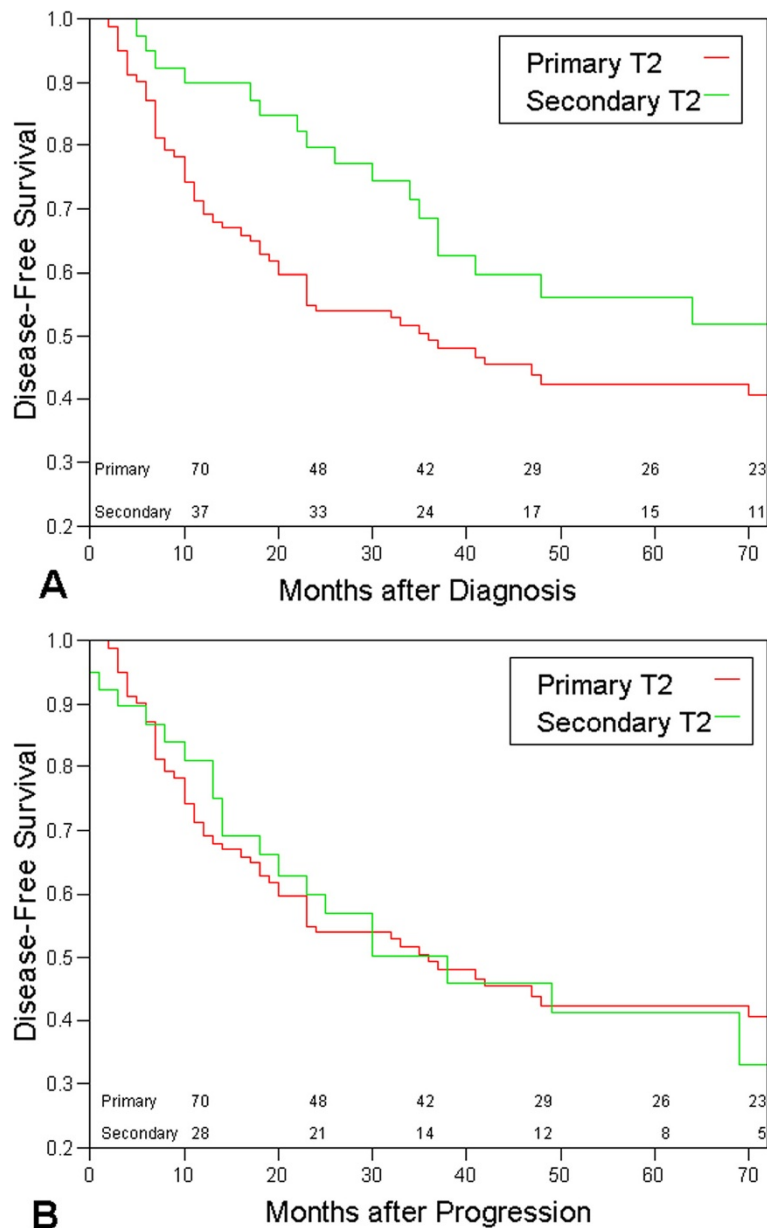 1.0
Primary T2
Secondary T2
0.9
0.8
0.7
0.6
0.5
0.4
0.3
0.2
Disease-Free Survival
Primary 70 48 42 29 26 23
Secondary 37 33 24 17 15 11
0 10 20 30 40 50 60 70
Months after Diagnosis
A
1.0
Primary T2
Secondary T2
0.9
0.8
0.7
0.6
0.5
0.4
0.3
0.2
Disease-Free Survival
Primary 70 48 42 29 26 23
Secondary 28 21 14 12 8 5
0 10 20 30 40 50 60 70
Months after Progression
B